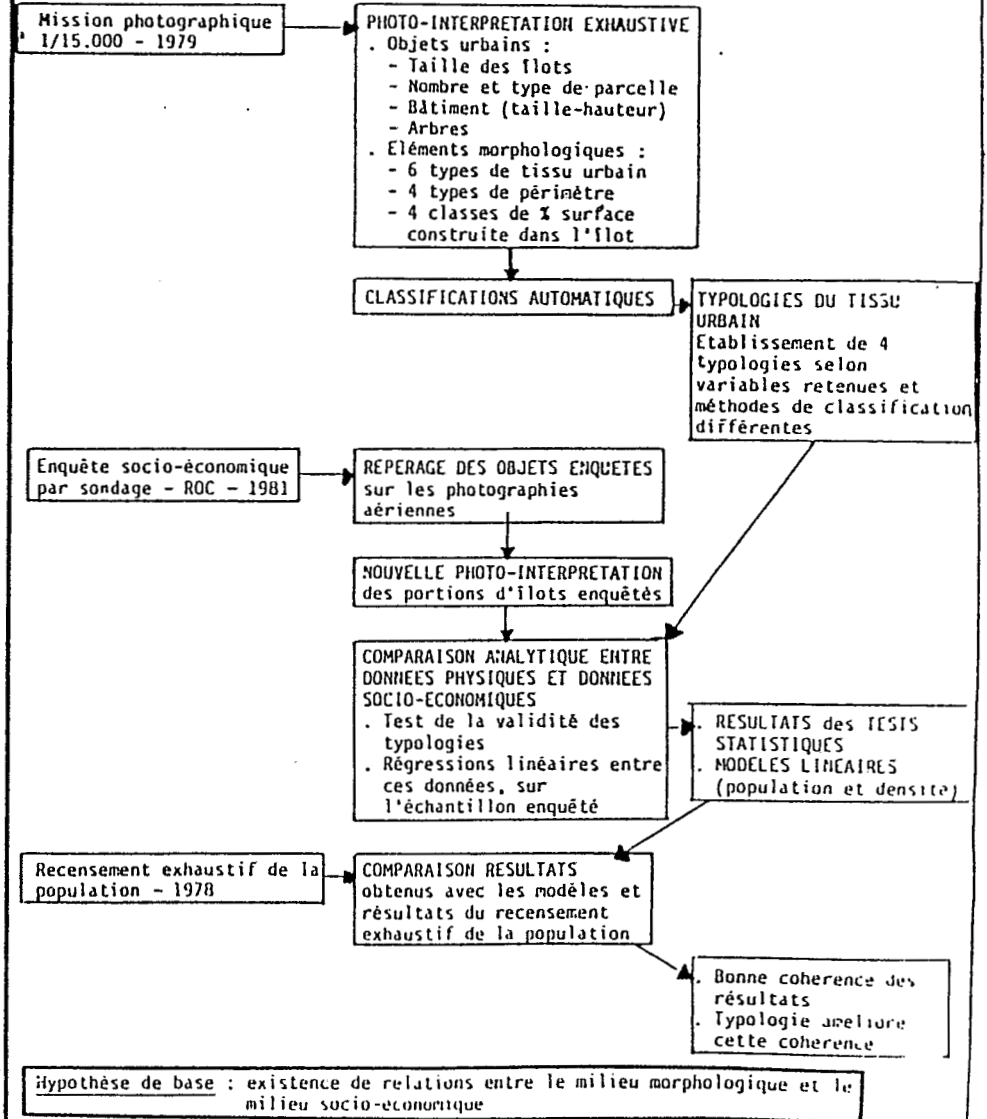 Mission photographique
1/15.000 - 1979
PHOTO-INTERPRETATION EXHAUSTIVE
. Objets urbains :
- Taille des îlots
- Nombre et type de parcelle
- Bâtiment (taille-hauteur)
- Arbres
. Eléments morphologiques :
- 6 types de tissu urbain
- 4 types de périmètre
- 4 classes de % surface
construite dans l'îlot
CLASSIFICATIONS AUTOMATIQUES
TYPOLOGIES DU TISSU
URBAIN
Etablissement de 4
typologies selon
variables retenues et
méthodes de classification
différentes
Enquête socio-économique
par sondage - ROC - 1981
REPERAGE DES OBJETS ENQUETES
sur les photographies
aériennes
NOUVELLE PHOTO-INTERPRETATION
des portions d'îlots enquêtés
COMPARAISON ANALYTIQUE ENTRE
DONNEES PHYSIQUES ET DONNEES
SOCIO-ECONOMIQUES
. Test de la validité des
typologies
. Régressions linéaires entre
ces données, sur
l'échantillon enquêté
. RESULTATS des TESTS
STATISTIQUES
. MODELES LINEAIRES
(population et densité)
Recensement exhaustif de la
population - 1978
COMPARAISON RESULTATS
obtenus avec les modèles et
résultats du recensement
exhaustif de la population
. Bonne coherence des
résultats
. Typologie ameliore
cette coherence
Hypothèse de base : existence de relations entre le milieu morphologique et le
milieu socio-économique